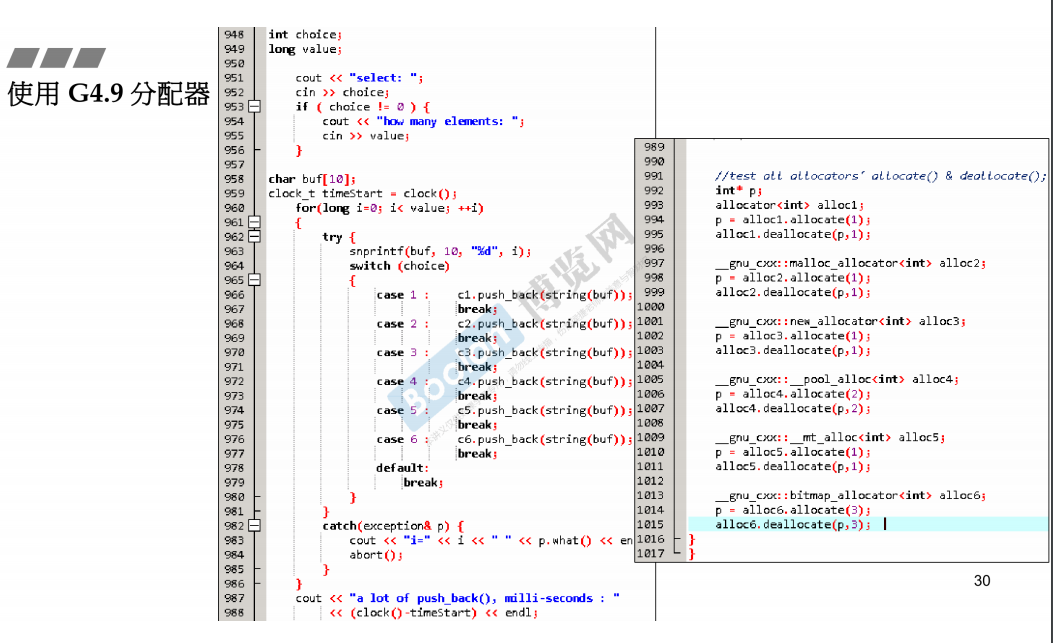 使用 G4.9 分配器
948 int choice;
949 long value;
950
951 cout << "select: ";
952 cin >> choice;
953 if ( choice != 0 ) {
954 cout << "how many elements: ";
955 cin >> value;
956 }
957
958 char buf[10];
959 clock_t timeStart = clock();
960 for(long i=0; i< value; ++i)
961 {
962 try {
963 snprintf(buf, 10, "%d", i);
964 switch (choice)
965 {
966 case 1 : c1.push_back(string(buf));
967 break;
968 case 2 : c2.push_back(string(buf));
969 break;
970 case 3 : c3.push_back(string(buf));
971 break;
972 case 4 : c4.push_back(string(buf));
973 break;
974 case 5 : c5.push_back(string(buf));
975 break;
976 case 6 : c6.push_back(string(buf));
977 break;
978 default:
979 break;
980 }
981 }
982 catch(exception& p) {
983 cout << "i=" << i << " " << p.what() << en
984 abort();
985 }
986 }
987 cout << "a lot of push_back(), milli-seconds : "
988 << (clock()-timeStart) << endl;
989
990
991 //test all allocators' allocate() & deallocate();
992 int* p;
993 allocator<int> alloc1;
994 p = alloc1.allocate(1);
995 alloc1.deallocate(p,1);
996
997 __gnu_cxx::malloc_allocator<int> alloc2;
998 p = alloc2.allocate(1);
999 alloc2.deallocate(p,1);
1000
1001 __gnu_cxx::new_allocator<int> alloc3;
1002 p = alloc3.allocate(1);
1003 alloc3.deallocate(p,1);
1004
1005 __gnu_cxx::__pool_alloc<int> alloc4;
1006 p = alloc4.allocate(2);
1007 alloc4.deallocate(p,2);
1008
1009 __gnu_cxx::__mt_alloc<int> alloc5;
1010 p = alloc5.allocate(1);
1011 alloc5.deallocate(p,1);
1012
1013 __gnu_cxx::bitmap_allocator<int> alloc6;
1014 p = alloc6.allocate(3);
1015 alloc6.deallocate(p,3);
1016 }
1017 }
Boolan 博览网
30